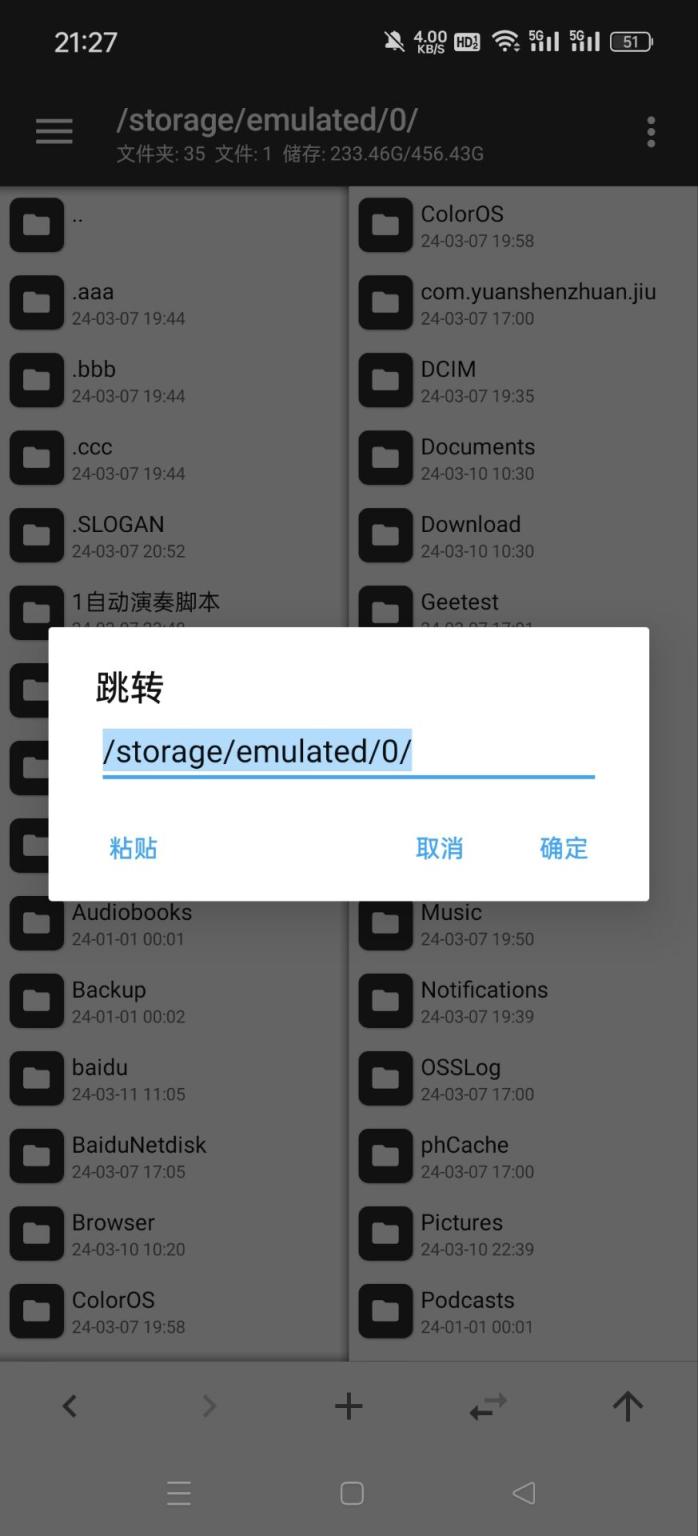 21:27
4.00 KB/S HD 1 2 5G 5G 51
/storage/emulated/0/
文件夹: 35 文件: 1 储存: 233.46G/456.43G
..
.aaa
24-03-07 19:44
.bbb
24-03-07 19:44
.ccc
24-03-07 19:44
.SLOGAN
24-03-07 20:52
1自动演奏脚本
ColorOS
24-03-07 19:58
com.yuanshenzhuan.jiu
24-03-07 17:00
DCIM
24-03-07 19:35
Documents
24-03-10 10:30
Download
24-03-10 10:30
Geetest
跳转
/storage/emulated/0/
粘贴 取消 确定
Audiobooks
24-01-01 00:01
Backup
24-01-01 00:02
baidu
24-03-11 11:05
BaiduNetdisk
24-03-07 17:05
Browser
24-03-10 10:20
ColorOS
24-03-07 19:58
Music
24-03-07 19:50
Notifications
24-03-07 19:39
OSSLog
24-03-07 17:00
phCache
24-03-07 17:00
Pictures
24-03-10 22:39
Podcasts
24-01-01 00:01